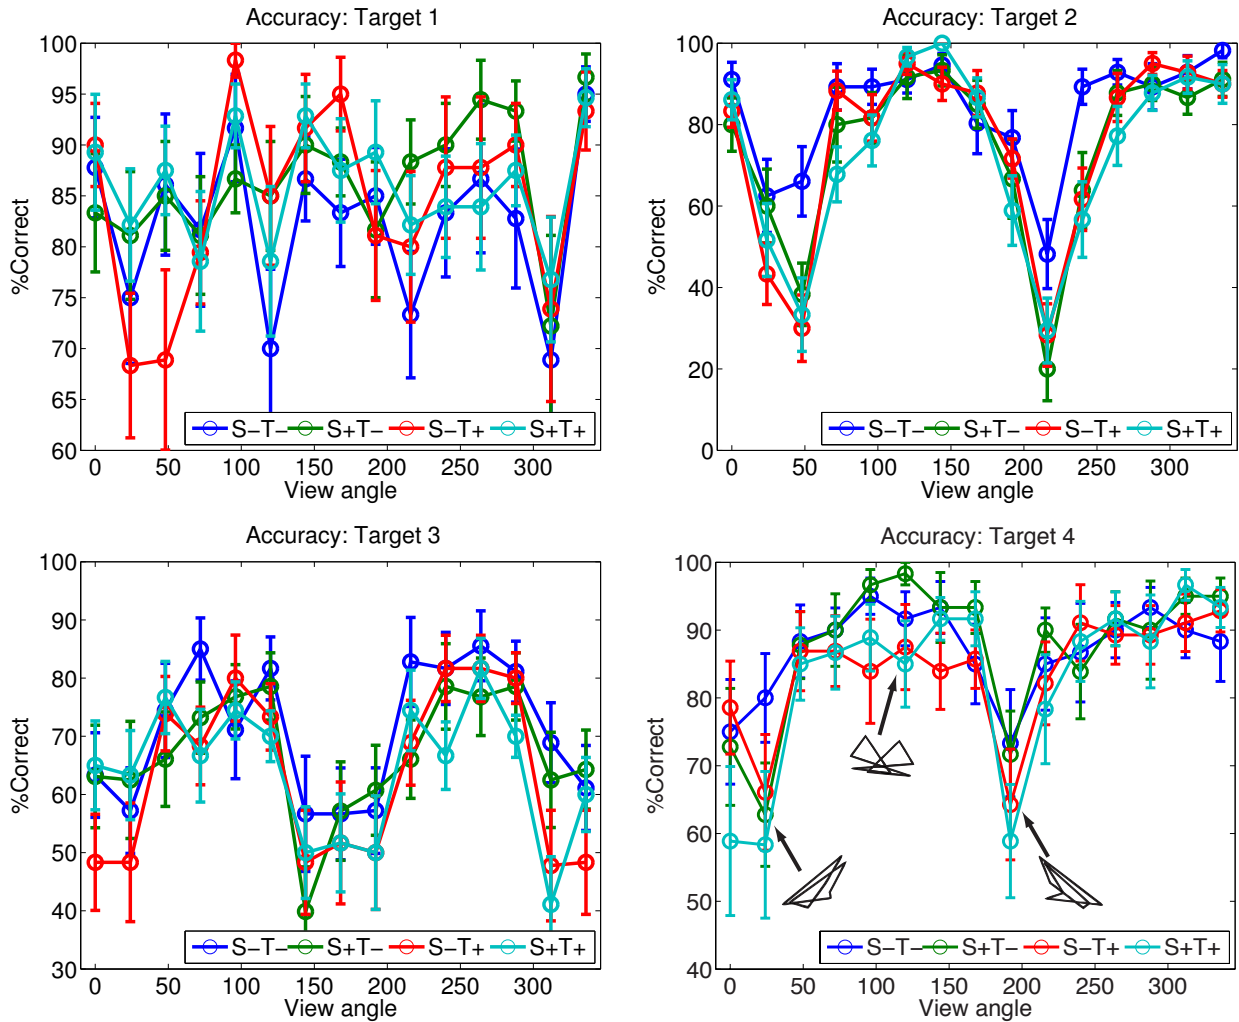 Accuracy: Target 1
100
95
90
85
80
75
70
65
60
%Correct
S−T− S+T− S−T+ S+T+
0 50 100 150 200 250 300
View angle
Accuracy: Target 2
100
80
60
40
20
0
%Correct
S−T− S+T− S−T+ S+T+
0 50 100 150 200 250 300
View angle
Accuracy: Target 3
100
90
80
70
60
50
40
30
%Correct
S−T− S+T− S−T+ S+T+
0 50 100 150 200 250 300
View angle
Accuracy: Target 4
100
90
80
70
60
50
40
%Correct
S−T− S+T− S−T+ S+T+
0 50 100 150 200 250 300
View angle